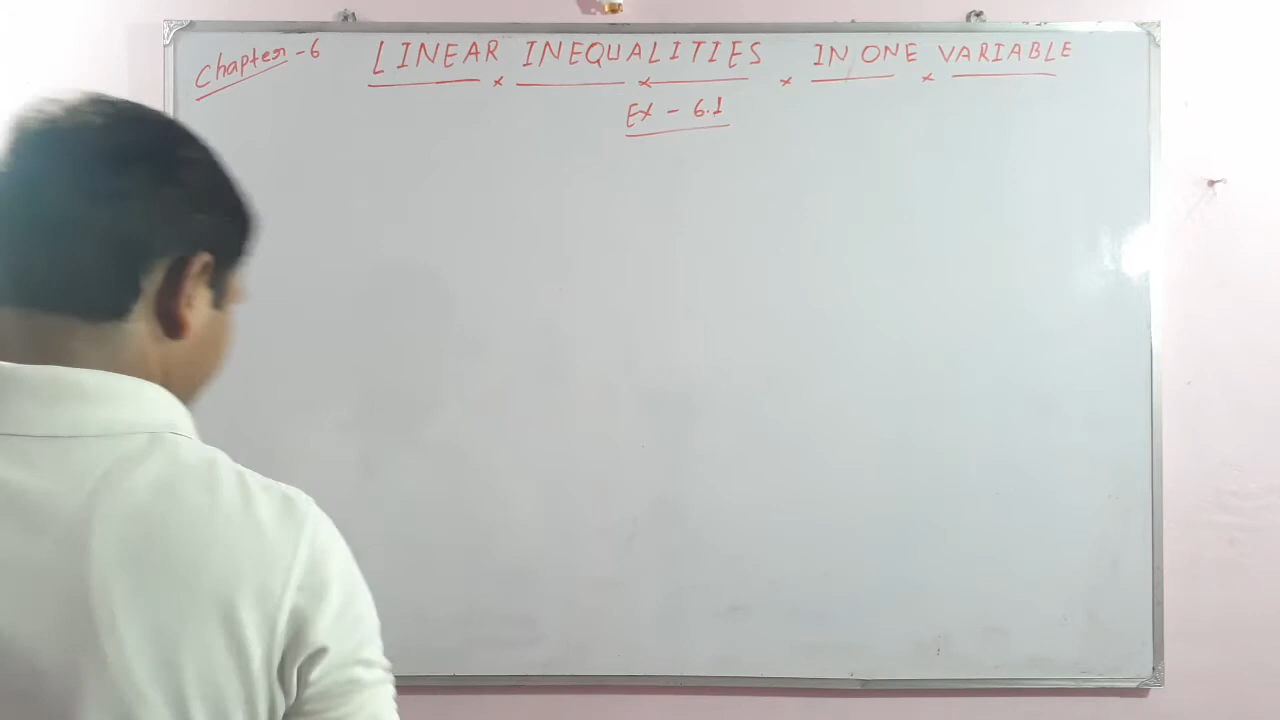 Chapter-6 LINEAR INEQUALITIES IN ONE VARIABLE
Ex - 6.1